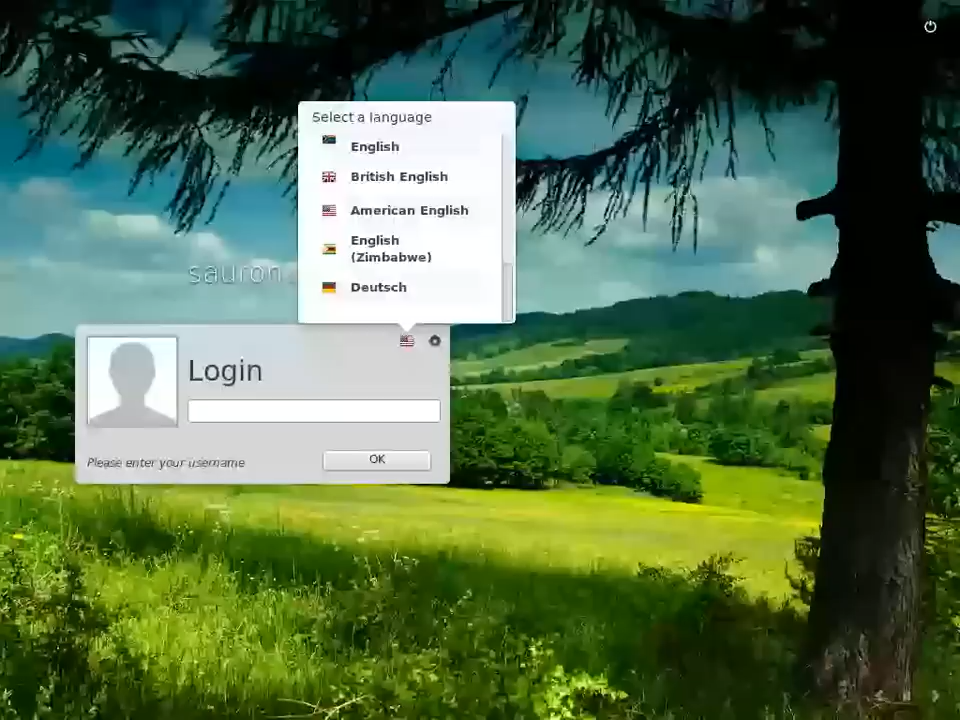 Select a language
English
British English
American English
English
(Zimbabwe)
Deutsch
sauron
Login
Please enter your username
OK